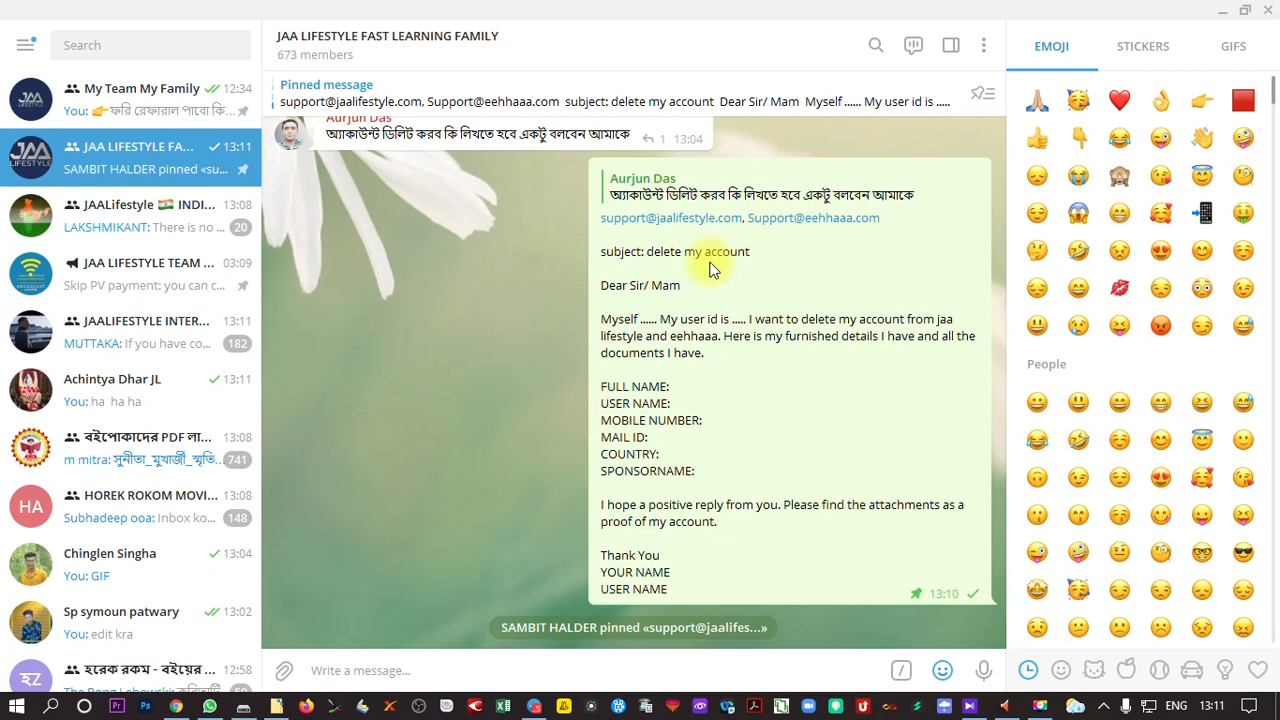 Search
My Team My Family 12:34
You: 👉ফরি রেফারাল পাবো কি...
JAA LIFESTYLE FA... 13:11
SAMBIT HALDER pinned «su...
JAALifestyle 🇮🇳 INDI... 13:08
LAKSHMIKANT: There is no ... 20
JAA LIFESTYLE TEAM ... 03:09
Skip PV payment: you can c...
JAALIFESTYLE INTER... 13:11
MUTTAKA: If you have co... 182
Achintya Dhar JL 13:11
You: ha ha ha
বইপোকাদের PDF লা... 13:08
m mitra: সুনীতা_মুখার্জী_স্মৃতি... 741
HA HOREK ROKOM MOVI... 13:08
Subhadeep ooa: Inbox ko... 148
Chinglen Singha 13:04
You: GIF
Sp symoun patwary 13:02
You: edit kra
হ হরেক রকম - বইয়ের ... 12:58
JAA LIFESTYLE FAST LEARNING FAMILY
673 members
Pinned message
support@jaalifestyle.com, Support@eehhaaa.com subject: delete my account Dear Sir/ Mam Myself ...... My user id is .....
Aurjun Das
অ্যাকাউন্ট ডিলিট করব কি লিখতে হবে একটু বলবেন আমাকে 1 13:04
Aurjun Das
অ্যাকাউন্ট ডিলিট করব কি লিখতে হবে একটু বলবেন আমাকে
support@jaalifestyle.com, Support@eehhaaa.com
subject: delete my account
Dear Sir/ Mam
Myself ...... My user id is ..... I want to delete my account from jaa
lifestyle and eehhaaa. Here is my furnished details I have and all the
documents I have.
FULL NAME:
USER NAME:
MOBILE NUMBER:
MAIL ID:
COUNTRY:
SPONSORNAME:
I hope a positive reply from you. Please find the attachments as a
proof of my account.
Thank You
YOUR NAME
USER NAME
13:10
SAMBIT HALDER pinned «support@jaalifes...»
Write a message...
EMOJI STICKERS GIFS
People
ENG 13:11